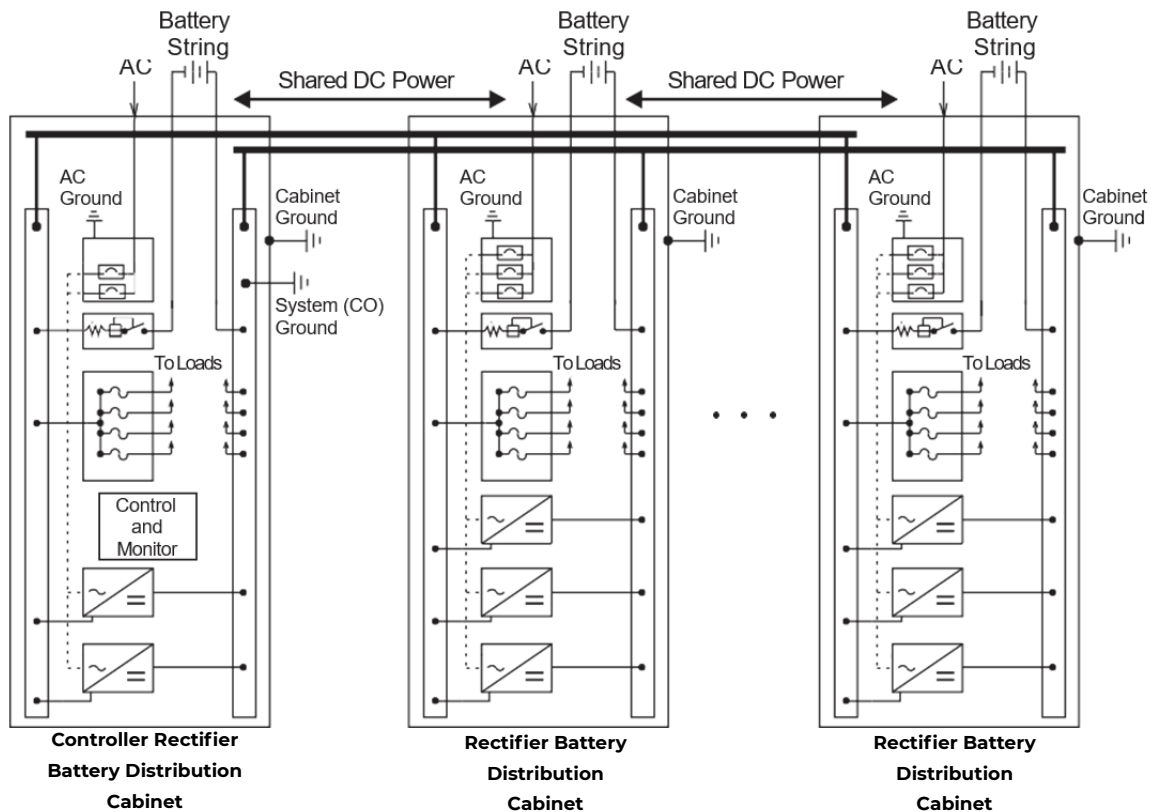 Battery
String
AC
Shared DC Power
Battery
String
AC
Shared DC Power
Battery
String
AC
AC
Ground
Cabinet
Ground
System (CO)
Ground
To Loads
Control
and
Monitor
AC
Ground
Cabinet
Ground
To Loads
AC
Ground
Cabinet
Ground
To Loads
Controller Rectifier
Battery Distribution
Cabinet
Rectifier Battery
Distribution
Cabinet
Rectifier Battery
Distribution
Cabinet